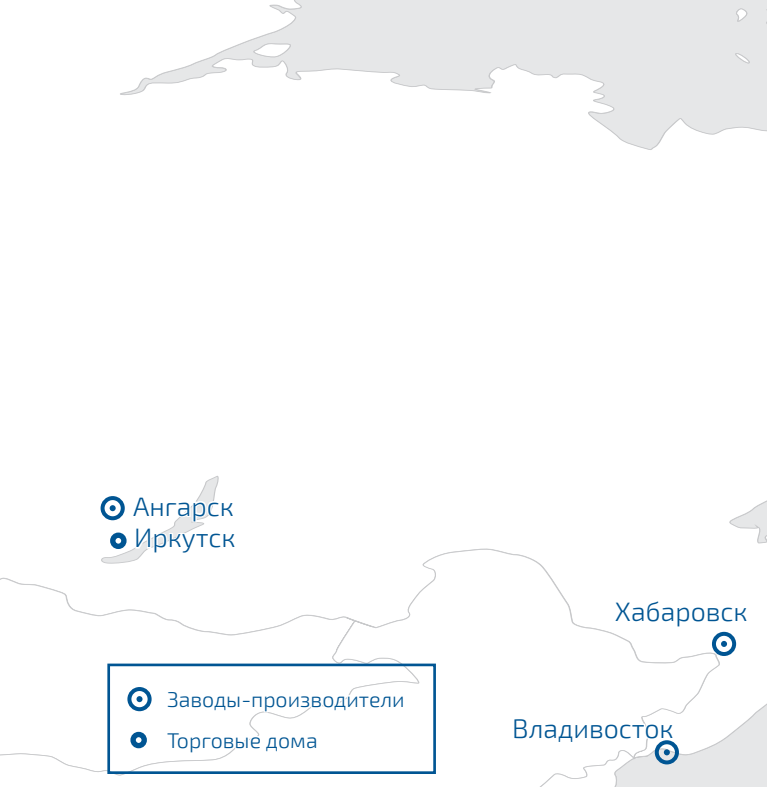 Ангарск
Иркутск
Хабаровск
Владивосток
Заводы-производители
Торговые дома